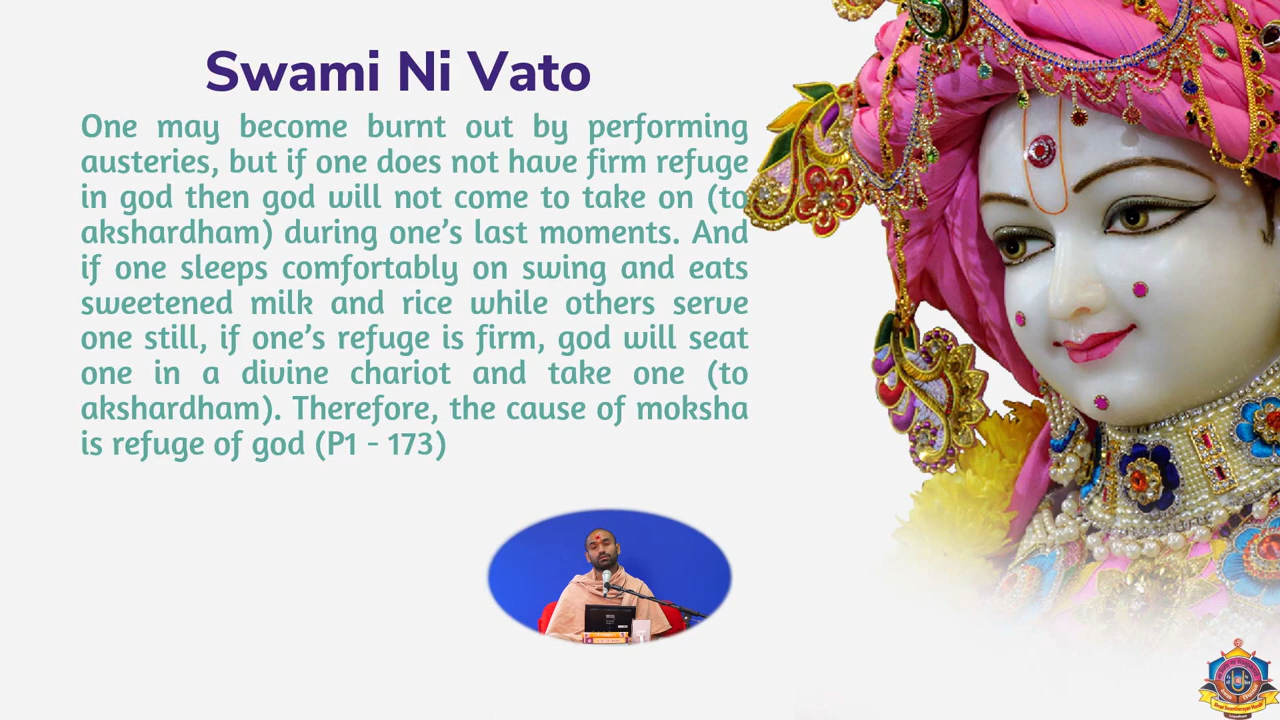 Swami Ni Vato
One may become burnt out by performing
austeries, but if one does not have firm refuge
in god then god will not come to take on (to
akshardham) during one’s last moments. And
if one sleeps comfortably on swing and eats
sweetened milk and rice while others serve
one still, if one’s refuge is firm, god will seat
one in a divine chariot and take one (to
akshardham). Therefore, the cause of moksha
is refuge of god (P1 - 173)